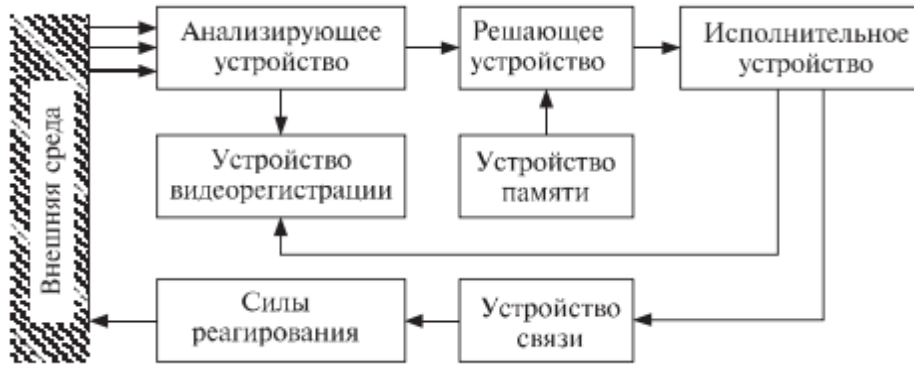 Анализирующее
устройство
Решающее
устройство
Исполнительное
устройство
Внешняя среда
Устройство
видеорегистрации
Устройство
памяти
Силы
реагирования
Устройство
связи